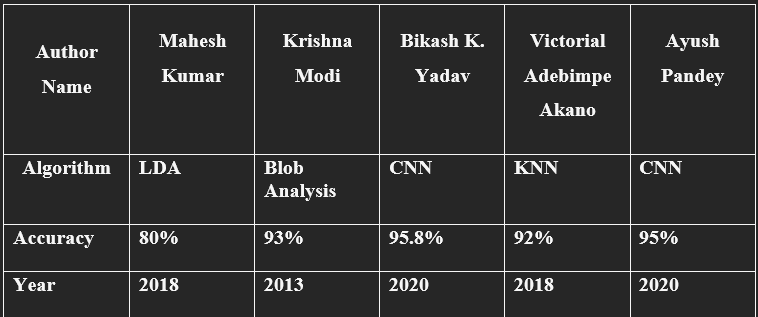 Author Name | Mahesh Kumar | Krishna Modi | Bikash K. Yadav | Victorial Adebimpe Akano | Ayush Pandey
Algorithm | LDA | Blob Analysis | CNN | KNN | CNN
Accuracy | 80% | 93% | 95.8% | 92% | 95%
Year | 2018 | 2013 | 2020 | 2018 | 2020